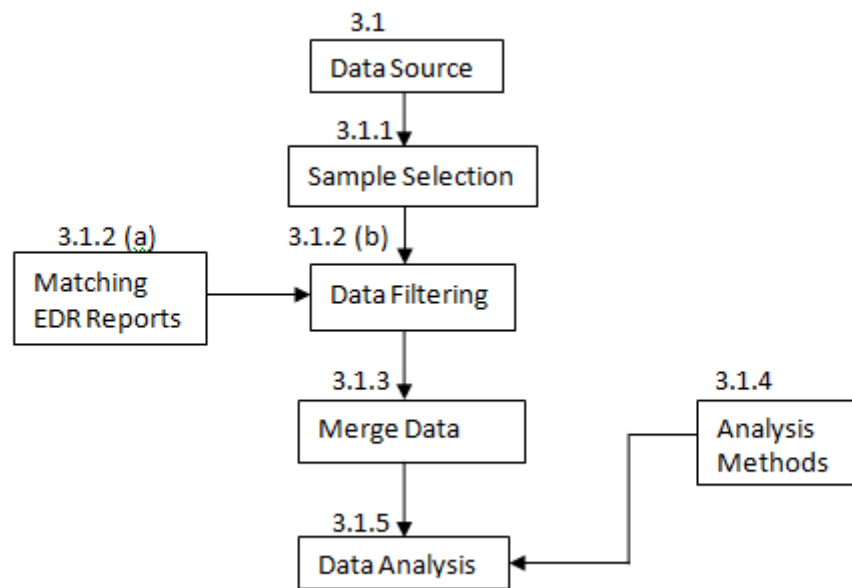 3.1
Data Source
3.1.1
Sample Selection
3.1.2 (a)
Matching
EDR Reports
3.1.2 (b)
Data Filtering
3.1.3
Merge Data
3.1.4
Analysis
Methods
3.1.5
Data Analysis